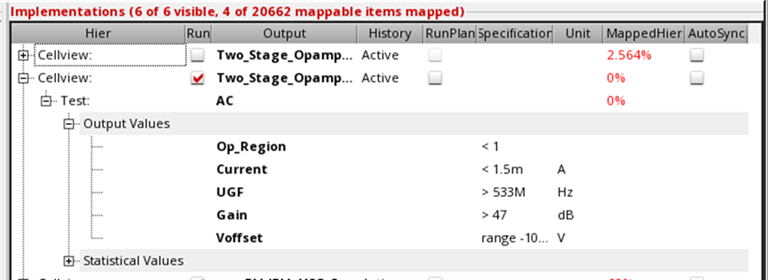 Implementations (6 of 6 visible, 4 of 20662 mappable items mapped)
Hier Run Output History RunPlan Specification Unit MappedHier AutoSync
Cellview: Two_Stage_Opamp... Active 2.564%
Cellview: Two_Stage_Opamp... Active 0%
Test: AC 0%
Output Values
Op_Region < 1
Current < 1.5m A
UGF > 533M Hz
Gain > 47 dB
Voffset range -10... V
Statistical Values